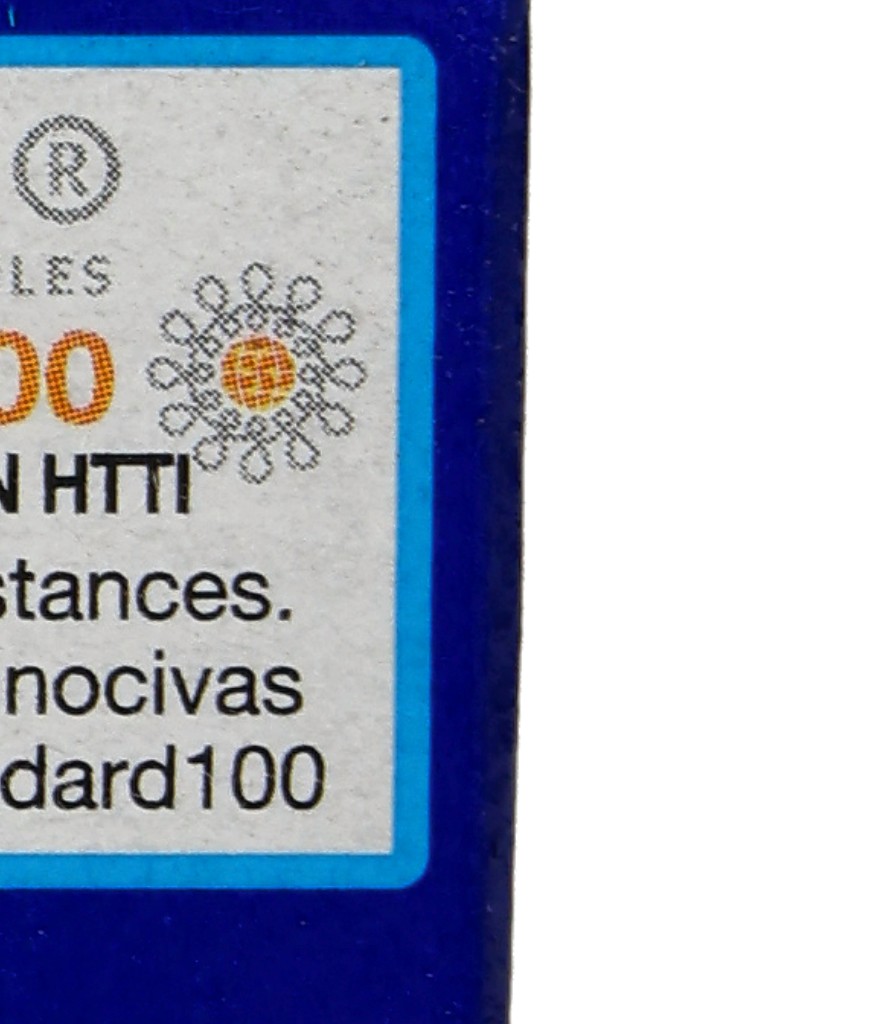 ®
LES
00
N HTTI
stances.
nocivas
dard100